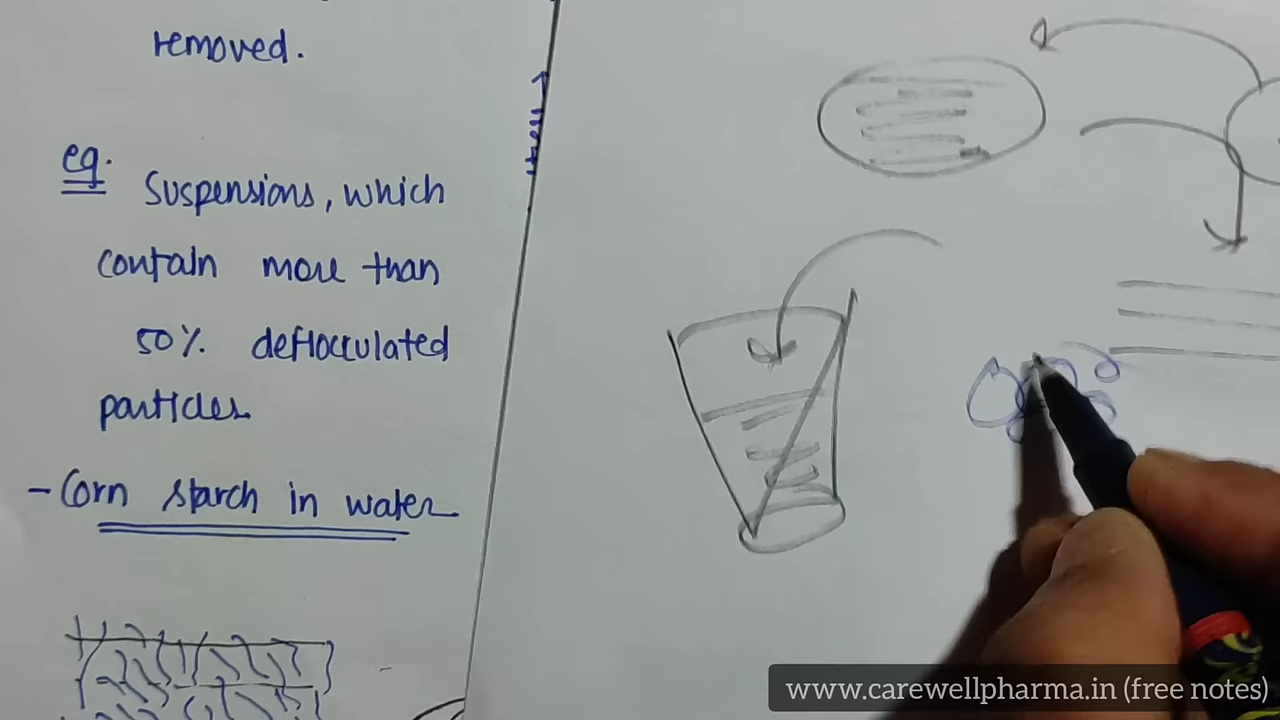 removed.
eg. Suspensions, which
contain more than
50% deflocculated
particles
- Corn starch in water
stress
www.carewellpharma.in (free notes)